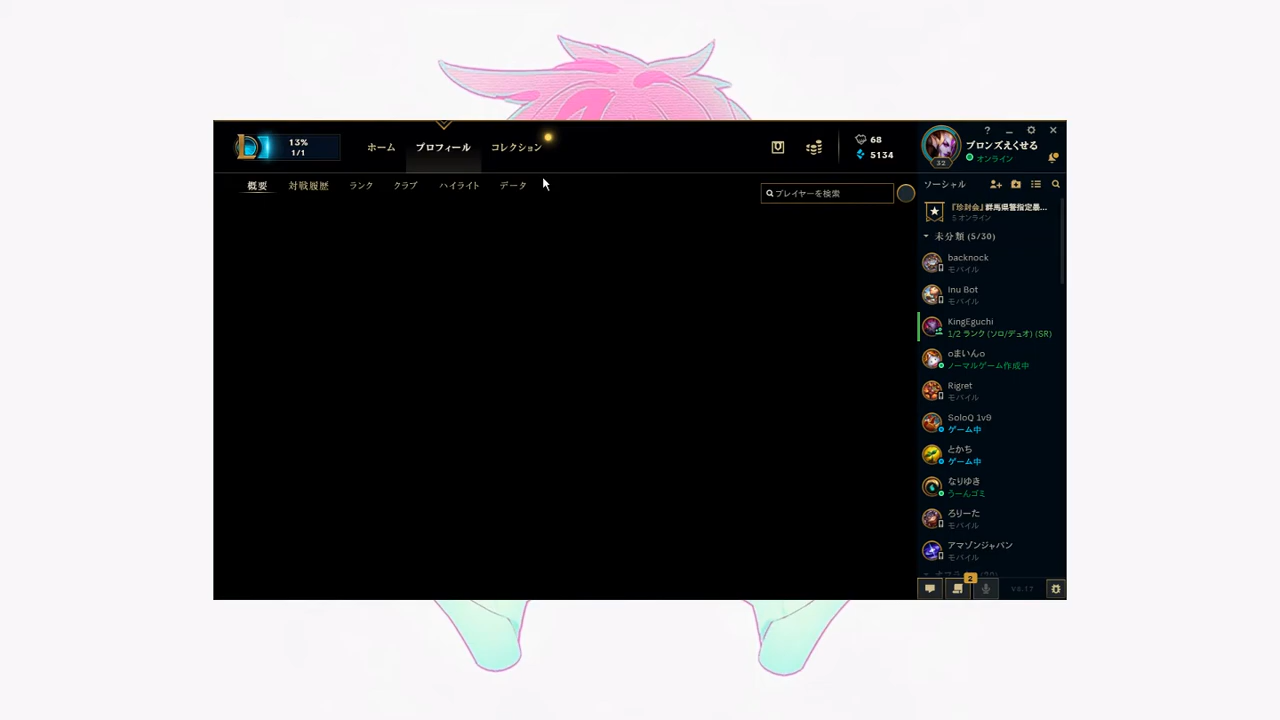 13%
1/1
ホーム
プロフィール
コレクション
68
5134
ブロンズえくせる
オンライン
32
概要
対戦履歴
ランク
クラブ
ハイライト
データ
プレイヤーを検索
ソーシャル
『珍封会』群馬県警指定最...
5 オンライン
未分類 (5/30)
backnock
モバイル
Inu Bot
モバイル
KingEguchi
1/2 ランク (ソロ/デュオ) (SR)
oまいんo
ノーマルゲーム作成中
Rigret
モバイル
SoloQ 1v9
ゲーム中
とかち
ゲーム中
なりゆき
うーんゴミ
ろりーた
モバイル
アマゾンジャパン
モバイル
2
V8.17